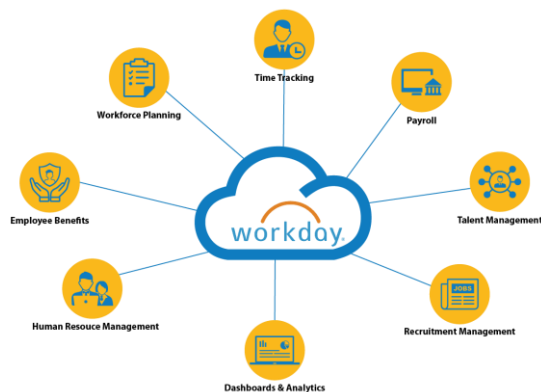 Time Tracking
Workforce Planning
Payroll
Employee Benefits
Talent Management
workday.
Human Resouce Management
JOBS
Recruitment Management
Dashboards & Analytics